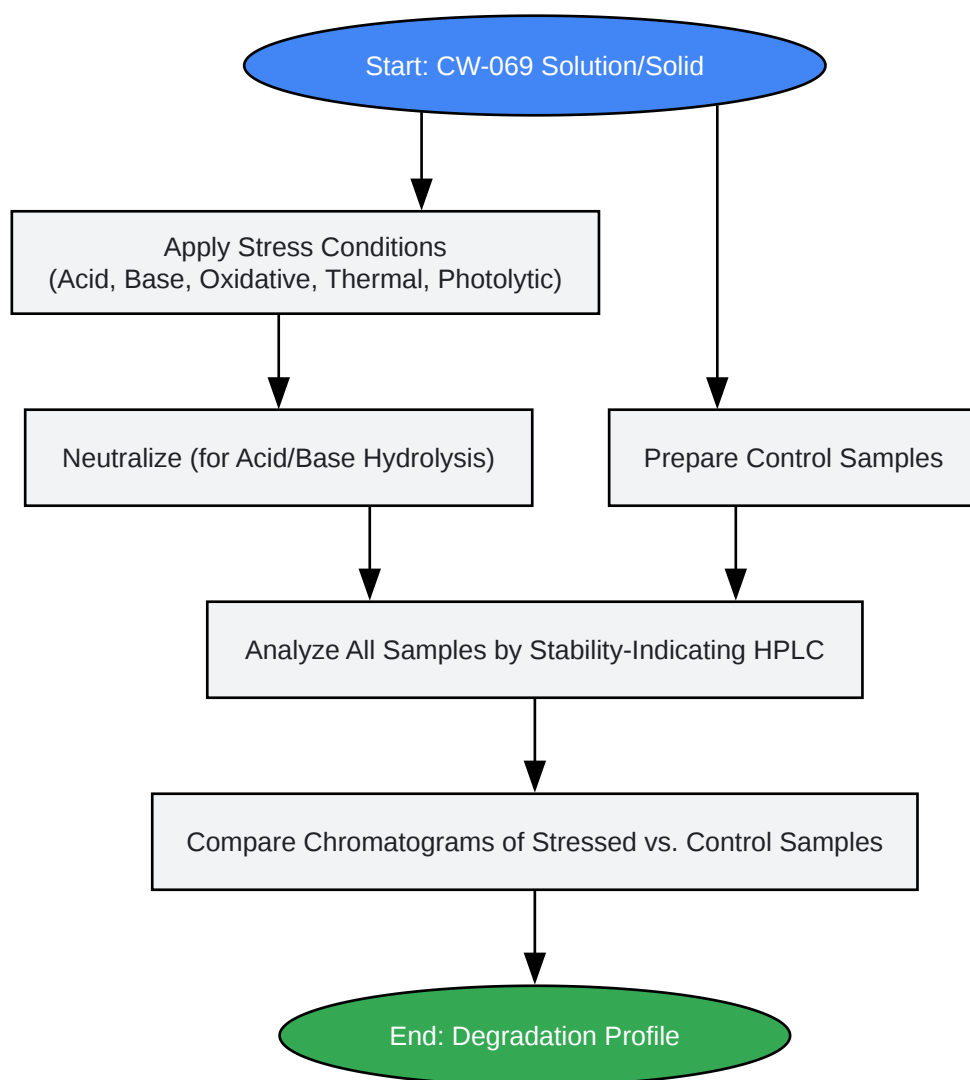 Start: CW-069 Solution/Solid
Apply Stress Conditions
(Acid, Base, Oxidative, Thermal, Photolytic)
Neutralize (for Acid/Base Hydrolysis)
Prepare Control Samples
Analyze All Samples by Stability-Indicating HPLC
Compare Chromatograms of Stressed vs. Control Samples
End: Degradation Profile